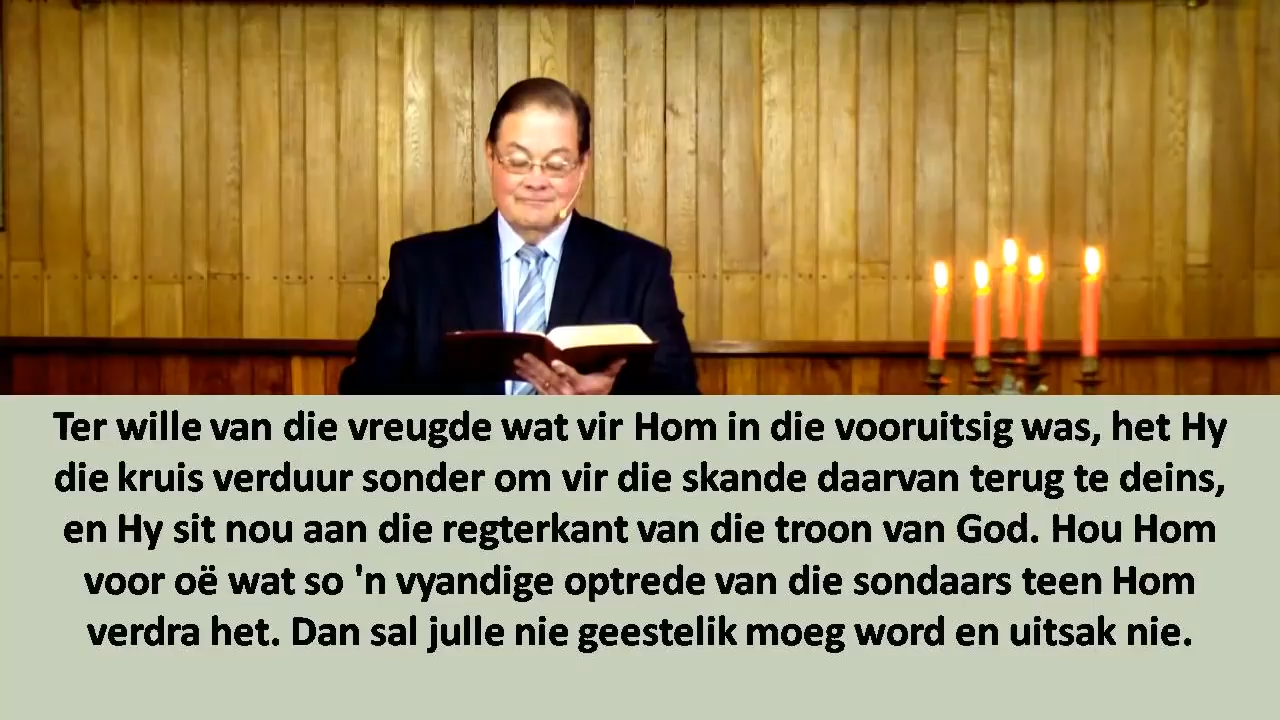 Ter wille van die vreugde wat vir Hom in die vooruitsig was, het Hy
die kruis verduur sonder om vir die skande daarvan terug te deins,
en Hy sit nou aan die regterkant van die troon van God. Hou Hom
voor oë wat so 'n vyandige optrede van die sondaars teen Hom
verdra het. Dan sal julle nie geestelik moeg word en uitsak nie.